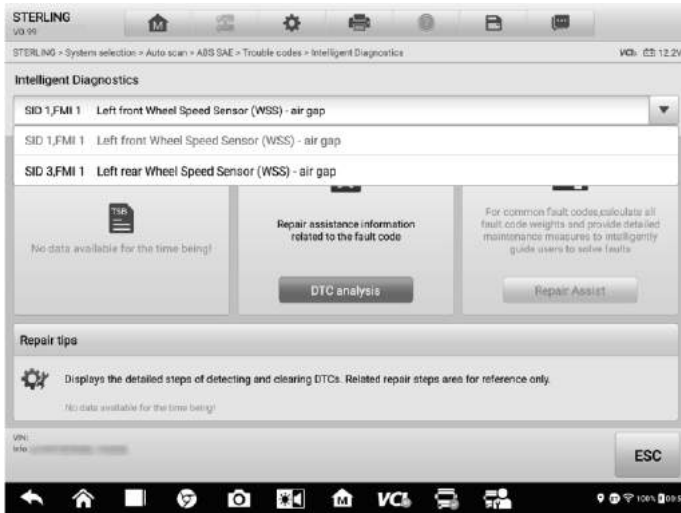 STERLING
V0.99
STERLING > System selection > Auto scan > ABS SAE > Trouble codes > Intelligent Diagnostics
VCI: 12.2V
Intelligent Diagnostics
SID 1,FMI 1 Left front Wheel Speed Sensor (WSS) - air gap
SID 1,FMI 1 Left front Wheel Speed Sensor (WSS) - air gap
SID 3,FMI 1 Left rear Wheel Speed Sensor (WSS) - air gap
TSB
No data available for the time being!
Repair assistance information
related to the fault code
DTC analysis
For common fault codes,calculate all
fault code weights and provide detailed
maintenance measures to intelligently
guide users to solve faults
Repair Assist
Repair tips
Displays the detailed steps of detecting and clearing DTCs. Related repair steps area for reference only.
No data available for the time being!
VIN:
Info:
ESC
VCI
100%